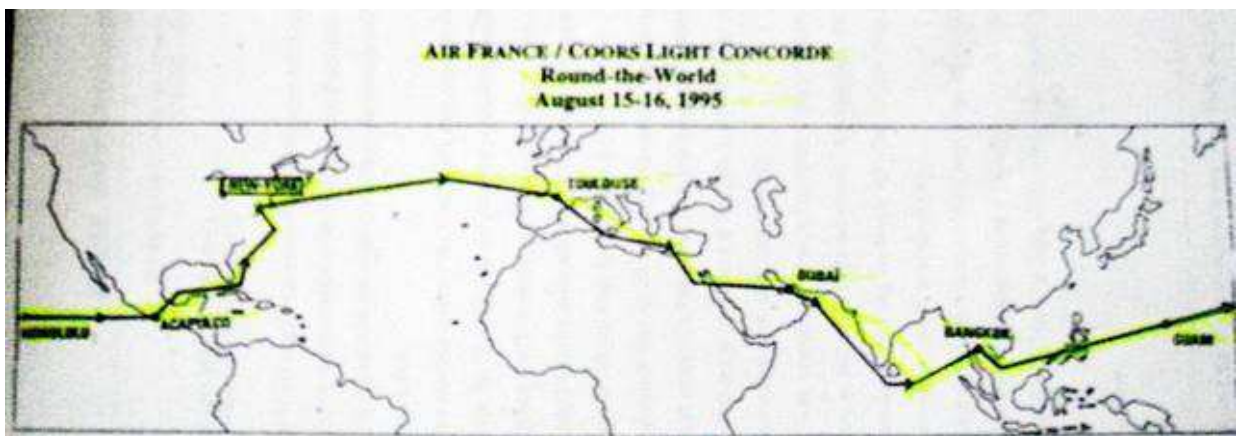 AIR FRANCE / COORS LIGHT CONCORDE
Round-the-World
August 15-16, 1995
NEW-YORK
TOULOUSE
DUBAÏ
HONOLULU
ACAPULCO
BANGKOK
GUAM